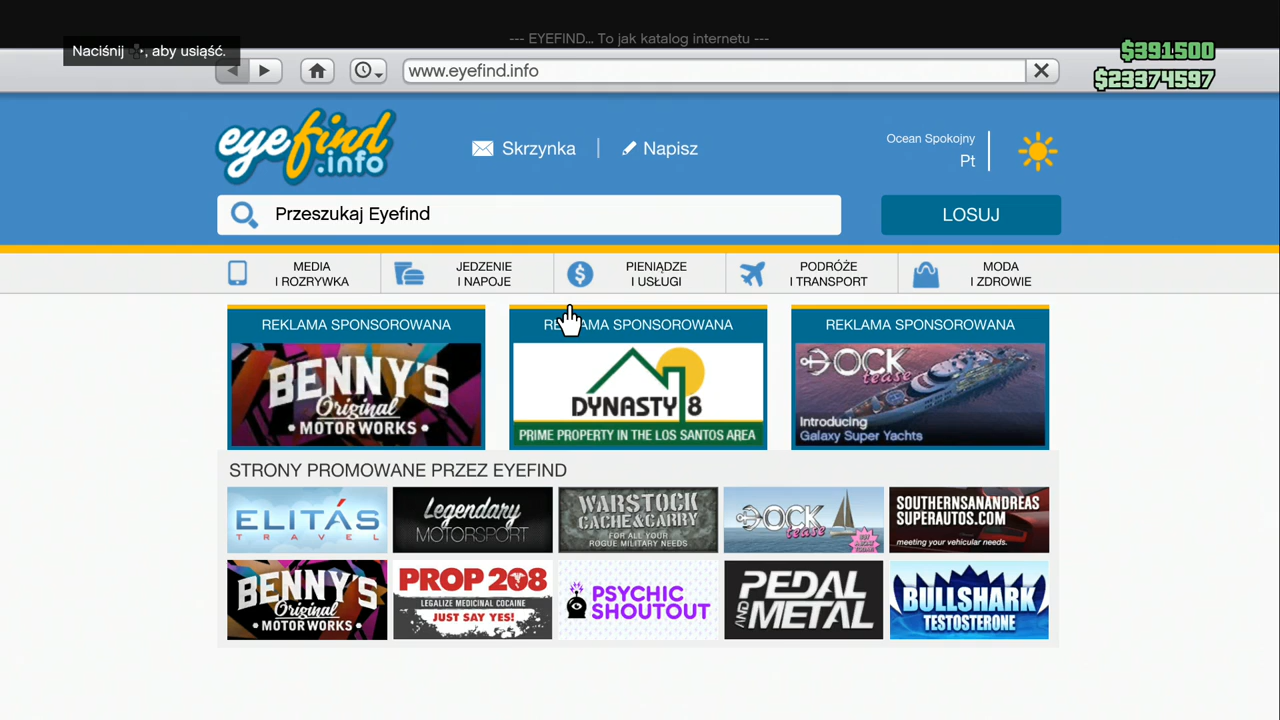 --- EYEFIND... To jak katalog internetu ---
Naciśnij , aby usiąść.
$391500
$23374597
www.eyefind.info
eyefind
.info
Skrzynka
Napisz
Ocean Spokojny
Pt
Przeszukaj Eyefind
LOSUJ
MEDIA
I ROZRYWKA
JEDZENIE
I NAPOJE
PIENIĄDZE
I USŁUGI
PODRÓŻE
I TRANSPORT
MODA
I ZDROWIE
REKLAMA SPONSOROWANA
REKLAMA SPONSOROWANA
REKLAMA SPONSOROWANA
BENNY'S
Original
• MOTOR WORKS •
DYNASTY 8
PRIME PROPERTY IN THE LOS SANTOS AREA
DOCK
tease
Introducing
Galaxy Super Yachts
STRONY PROMOWANE PRZEZ EYEFIND
ELITÁS
TRAVEL
Legendary
MOTORSPORT
WARSTOCK
CACHE & CARRY
FOR ALL YOUR
ROGUE MILITARY NEEDS
DOCK
tease
SOUTHERNSANANDREAS
SUPERAUTOS.COM
meeting your vehicular needs.
BENNY'S
Original
MOTOR WORKS
PROP 208
LEGALIZE MEDICINAL COCAINE
JUST SAY YES!
PSYCHIC
SHOUTOUT
PEDAL
AND METAL
BULLSHARK
TESTOSTERONE